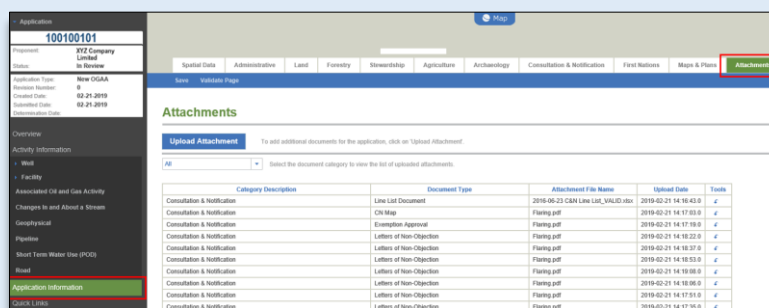 Application
100100101
Proponent: XYZ Company Limited
Status: In Review
Application Type: New OGAA
Revision Number: 0
Created Date: 02-21-2019
Submitted Date: 02-21-2019
Determination Date:
Overview
Activity Information
Well
Facility
Associated Oil and Gas Activity
Changes In and About a Stream
Geophysical
Pipeline
Short Term Water Use (POD)
Road
Application Information
Quick Links
Map
Spatial Data Administrative Land Forestry Stewardship Agriculture Archaeology Consultation & Notification First Nations Maps & Plans Attachments
Save Validate Page
Attachments
Upload Attachment To add additional documents for the application, click on 'Upload Attachment'.
All Select the document category to view the list of uploaded attachments.
Category Description Document Type Attachment File Name Upload Date Tools
Consultation & Notification Line List Document 2016-06-23 C&N Line List_VALID.xlsx 2019-02-21 14:16:43.0
Consultation & Notification CN Map Flaring.pdf 2019-02-21 14:17:03.0
Consultation & Notification Exemption Approval Flaring.pdf 2019-02-21 14:17:19.0
Consultation & Notification Letters of Non-Objection Flaring.pdf 2019-02-21 14:18:22.0
Consultation & Notification Letters of Non-Objection Flaring.pdf 2019-02-21 14:18:37.0
Consultation & Notification Letters of Non-Objection Flaring.pdf 2019-02-21 14:18:53.0
Consultation & Notification Letters of Non-Objection Flaring.pdf 2019-02-21 14:19:08.0
Consultation & Notification Letters of Non-Objection Flaring.pdf 2019-02-21 14:18:06.0
Consultation & Notification Letters of Non-Objection Flaring.pdf 2019-02-21 14:17:51.0
Consultation & Notification Letters of Non-Objection Flaring.pdf 2019-02-21 14:17:35.0